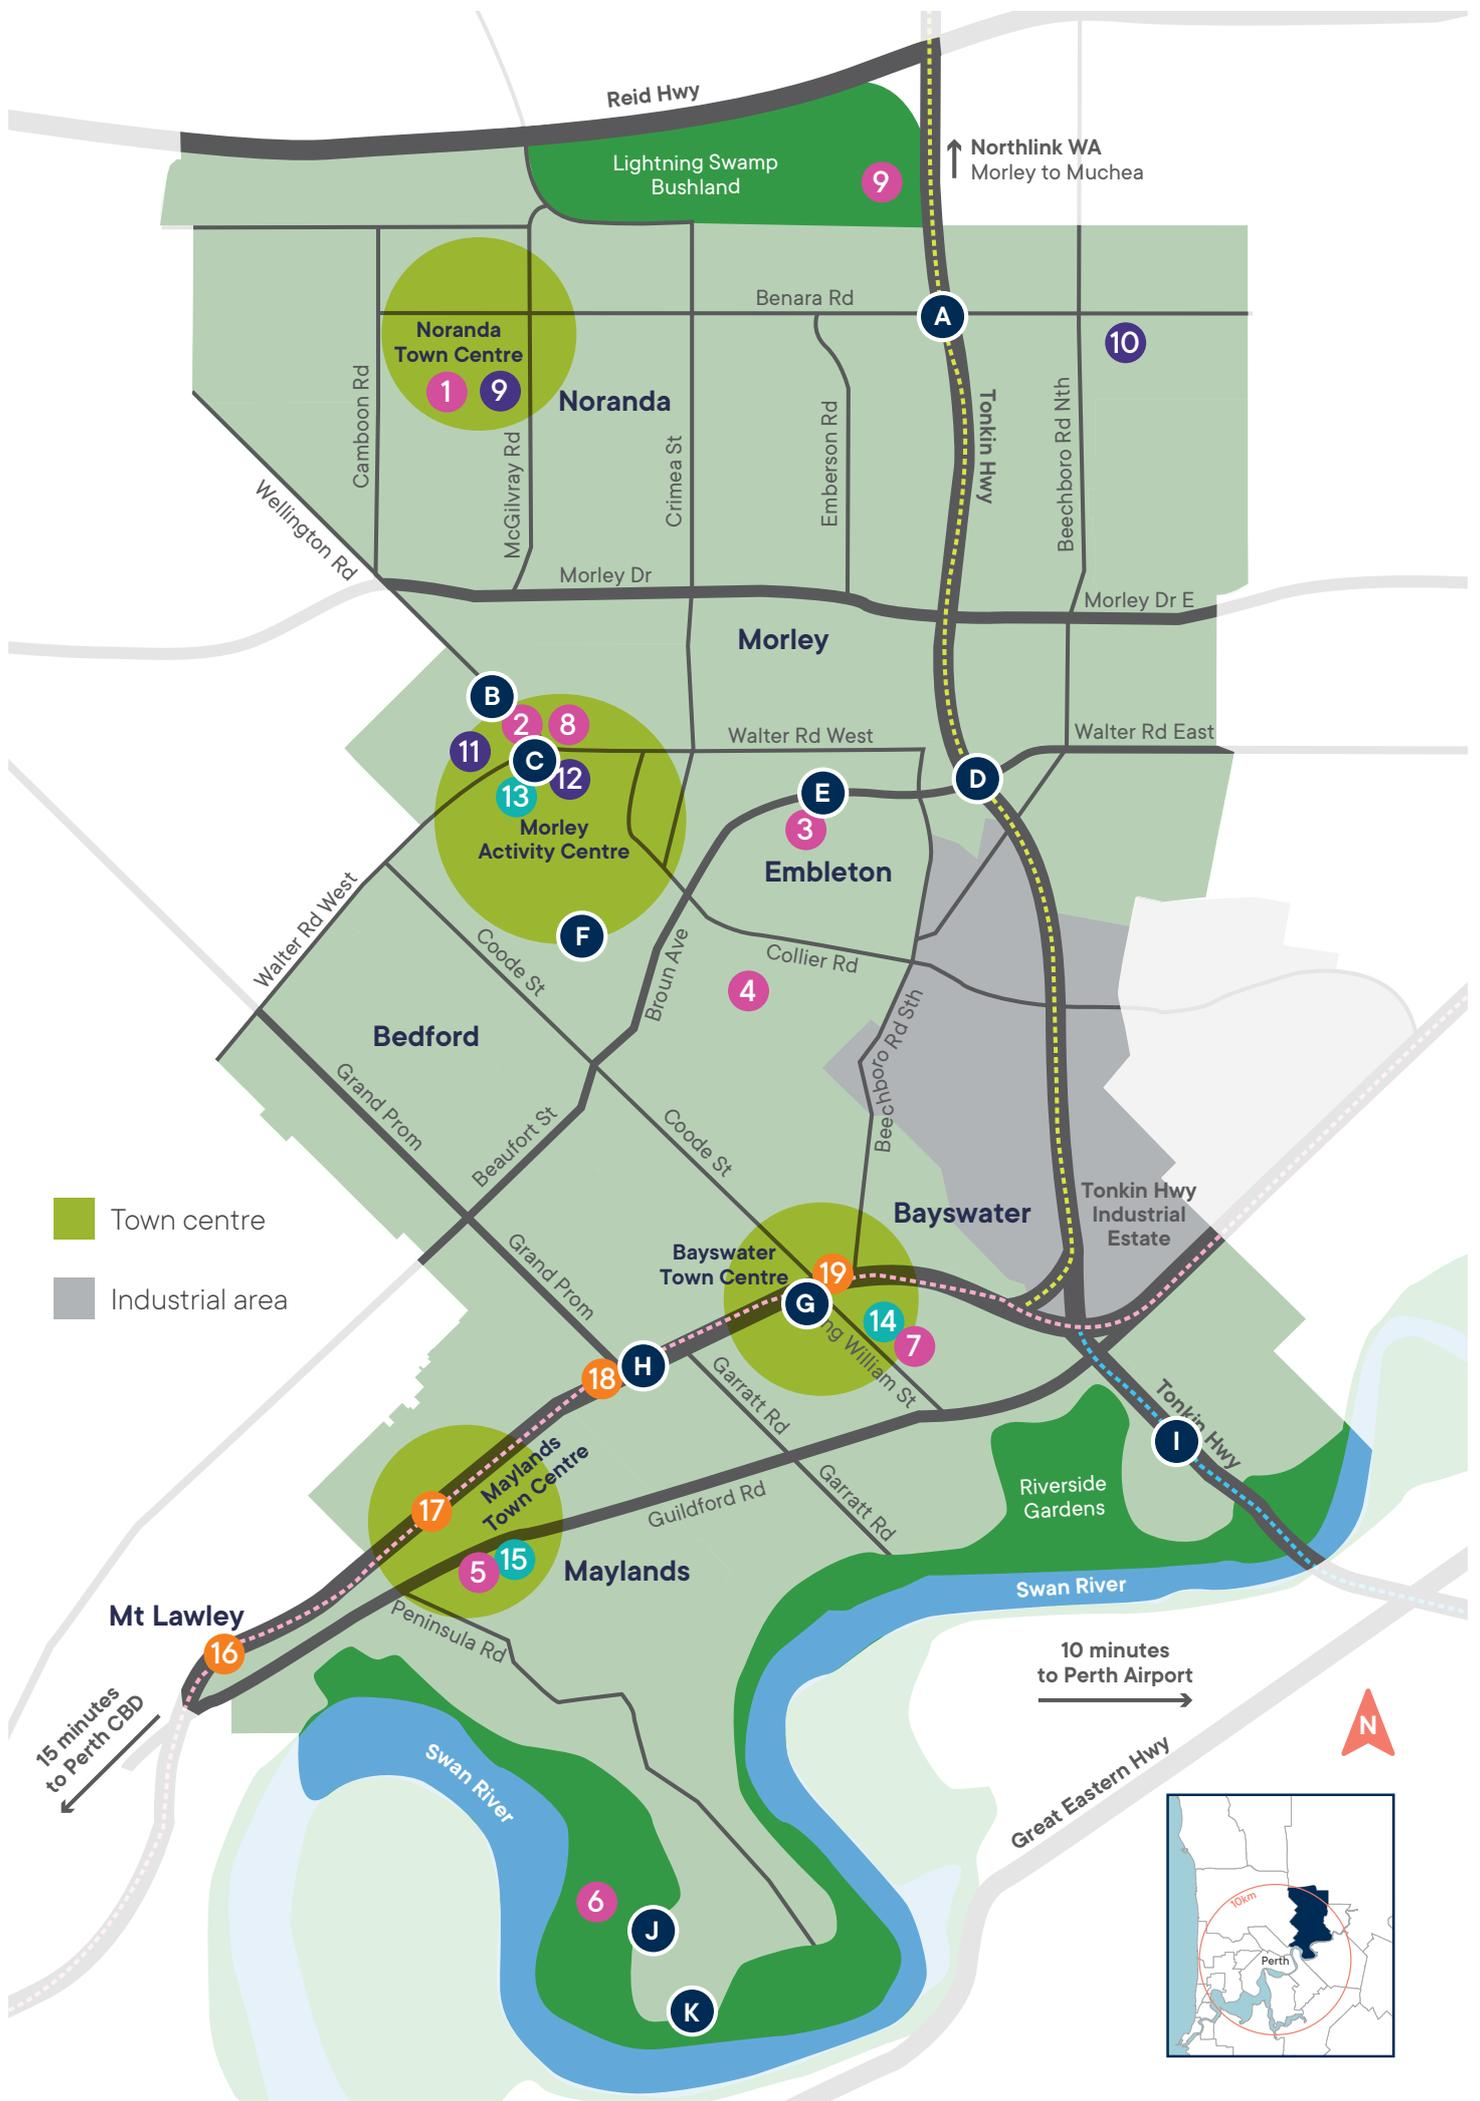 Reid Hwy
Northlink WA
Morley to Muchea
Lightning Swamp
Bushland
9
Benara Rd
A
Noranda
Town Centre
1
9
10
Noranda
Camboon Rd
McGilvray Rd
Crimea St
Emberson Rd
Tonkin Hwy
Beechboro Rd Nth
Wellington Rd
Morley Dr
Morley Dr E
Morley
B
2
8
11
C
12
13
Walter Rd West
Walter Rd East
D
E
3
Morley
Activity Centre
Embleton
F
Walter Rd West
Coode St
Broun Ave
Collier Rd
4
Beechboro Rd Sth
Bedford
Grand Prom
Beaufort St
Coode St
Town centre
Industrial area
Bayswater
Tonkin Hwy
Industrial
Estate
Bayswater
Town Centre
19
G
14
7
ng William St
Grand Prom
H
18
Garratt Rd
Tonkin Hwy
I
Maylands
Town Centre
17
Riverside
Gardens
Guildford Rd
Garratt Rd
5
15
Maylands
Swan River
Mt Lawley
Peninsula Rd
16
10 minutes
to Perth Airport
15 minutes
to Perth CBD
N
Swan River
Great Eastern Hwy
6
J
K
10km
Perth